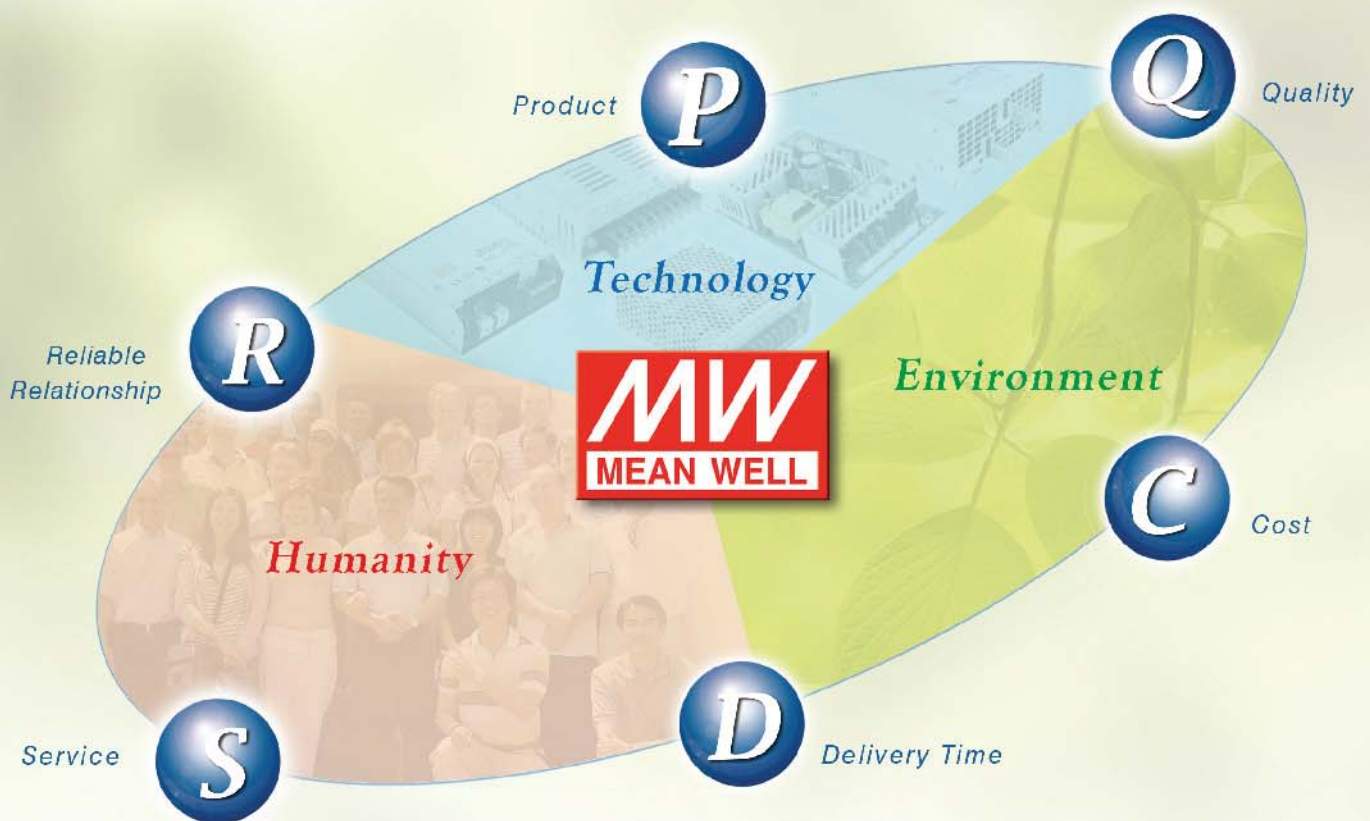 P
Product
Q
Quality
Technology
R
Reliable
Relationship
Environment
MW
MEAN WELL
C
Cost
Humanity
D
Delivery Time
S
Service